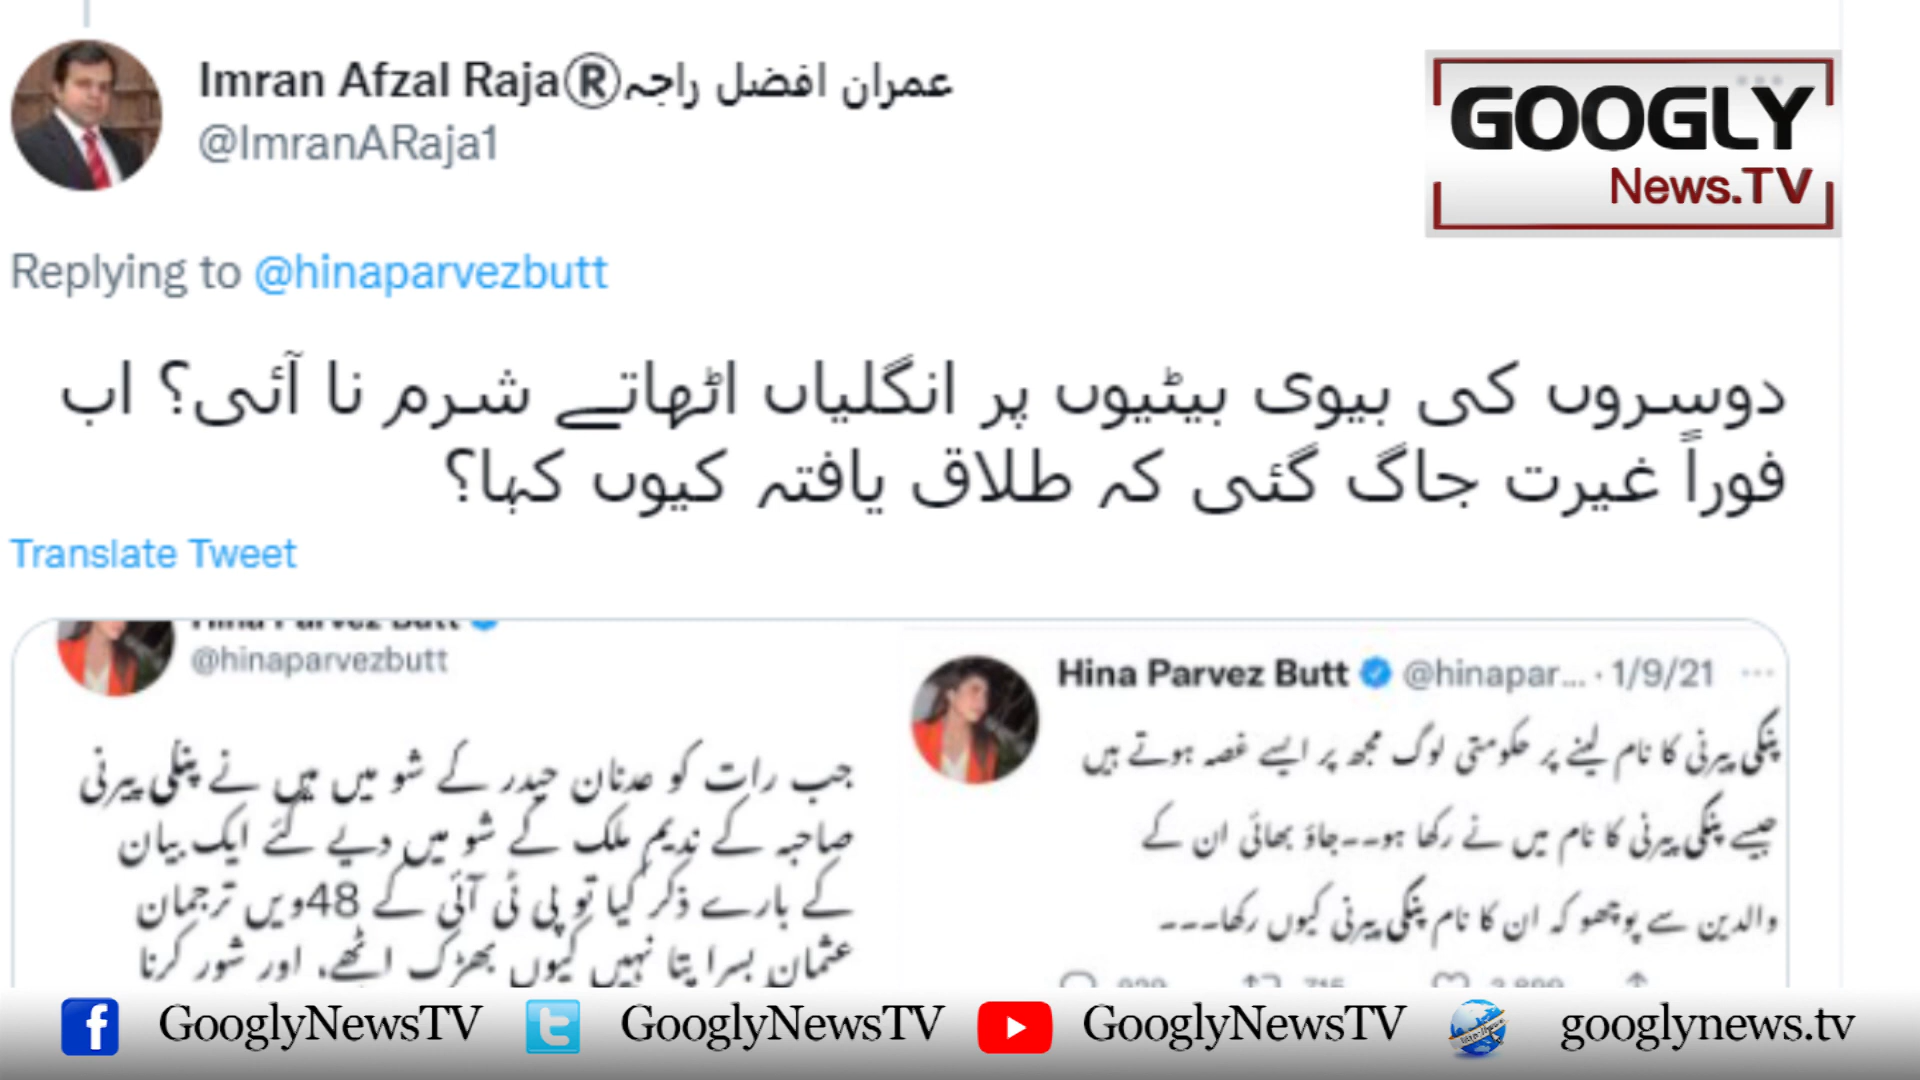 Imran Afzal Raja®عمران افضل راجہ
@ImranARaja1
GOOGLY
News.TV
Replying to @hinaparvezbutt
دوسروں کی بیوی بیٹیوں پر انگلیاں اٹھاتے شرم نا آئی؟ اب
فوراً غیرت جاگ گئی کہ طلاق یافتہ کیوں کہا؟
Translate Tweet
Hina Parvez Butt
@hinaparvezbutt
جب رات کو عدنان حیدر کے شو میں میں نے پنکی پیرنی
صاحبہ کے ندیم ملک کے شو میں دیے گئے ایک بیان
کے بارے ذکر کیا تو پی ٹی آئی کے 48ویں ترجمان
عثمان بسرا پتا نہیں کیوں بھڑک اٹھے، اور شور کرنا
Hina Parvez Butt @hinapar... · 1/9/21
پنکی پیرنی کا نام لینے پر حکومتی لوگ مجھ پر ایسے غصہ ہوتے ہیں
جیسے پنکی پیرنی کا نام میں نے رکھا ہو۔۔جاؤ بھائی ان کے
والدین سے پوچھو کہ ان کا نام پنکی پیرنی کیوں رکھا۔۔۔
GooglyNewsTV
GooglyNewsTV
GooglyNewsTV
googlynews.tv